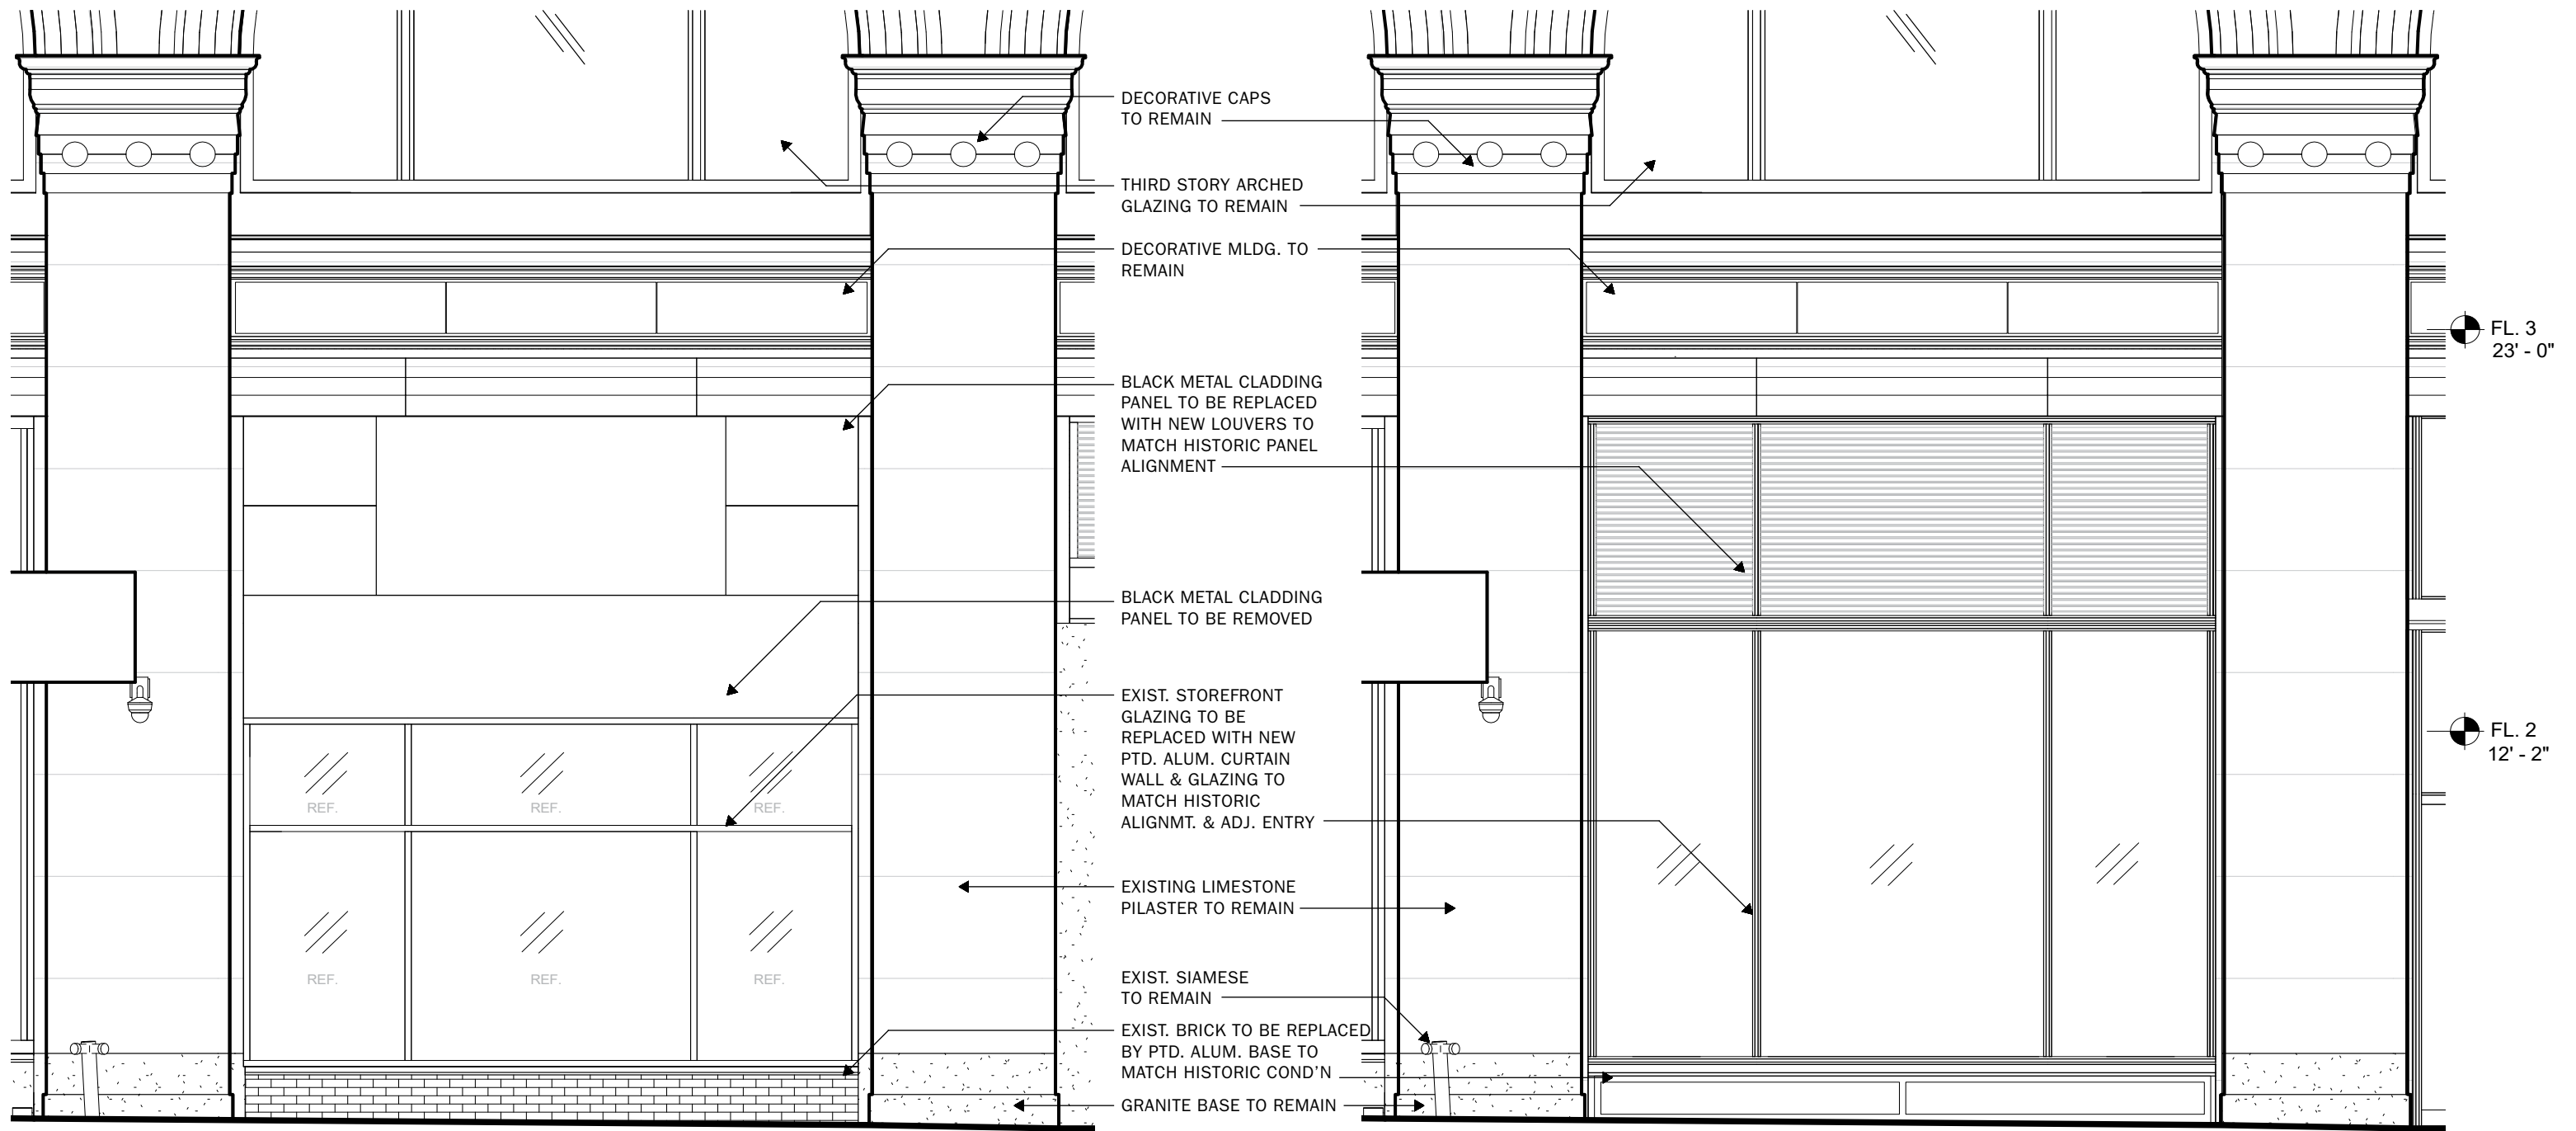 DECORATIVE CAPS
TO REMAIN
THIRD STORY ARCHED
GLAZING TO REMAIN
DECORATIVE MLDG. TO
REMAIN
BLACK METAL CLADDING
PANEL TO BE REPLACED
WITH NEW LOUVERS TO
MATCH HISTORIC PANEL
ALIGNMENT
BLACK METAL CLADDING
PANEL TO BE REMOVED
EXIST. STOREFRONT
GLAZING TO BE
REPLACED WITH NEW
PTD. ALUM. CURTAIN
WALL & GLAZING TO
MATCH HISTORIC
ALIGNMT. & ADJ. ENTRY
EXISTING LIMESTONE
PILASTER TO REMAIN
EXIST. SIAMESE
TO REMAIN
EXIST. BRICK TO BE REPLACED
BY PTD. ALUM. BASE TO
MATCH HISTORIC COND'N
GRANITE BASE TO REMAIN
REF. REF. REF.
REF. REF. REF.
FL. 3
23' - 0"
FL. 2
12' - 2"